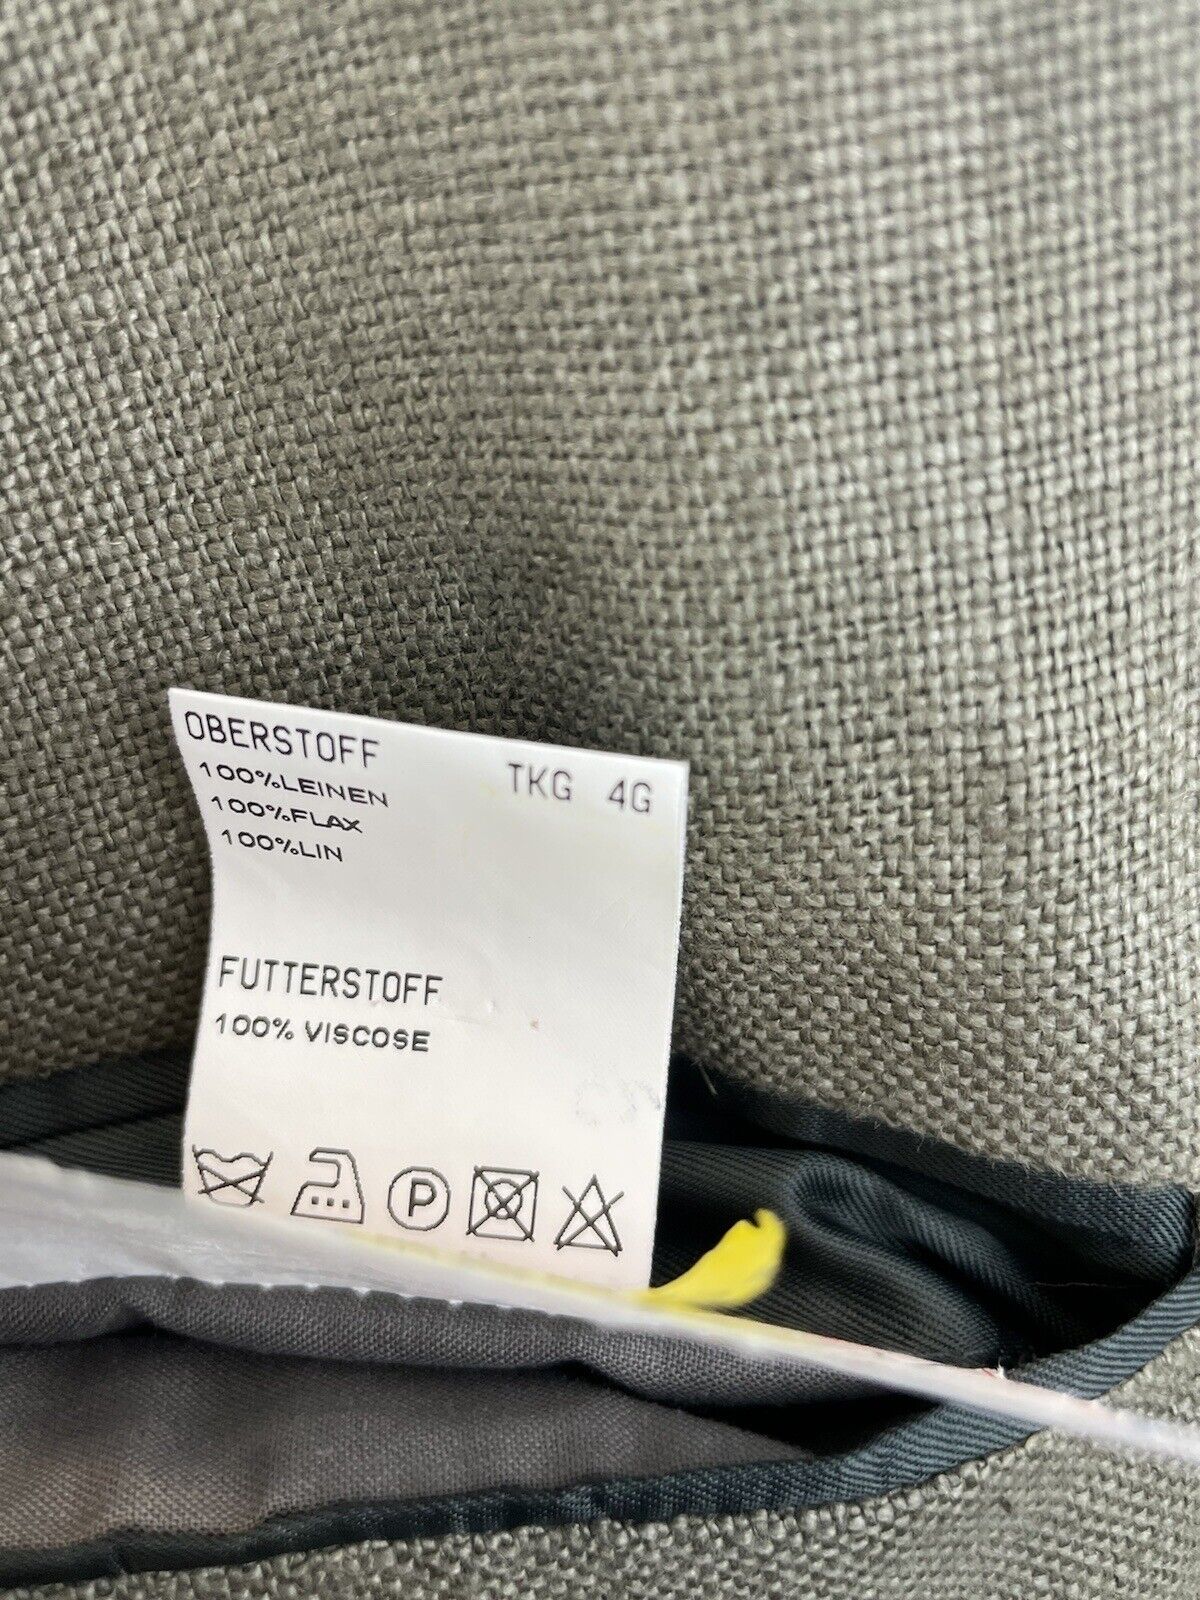 OBERSTOFF TKG 4G
100%LEINEN
100%FLAX
100%LIN
FUTTERSTOFF
100% VISCOSE
P